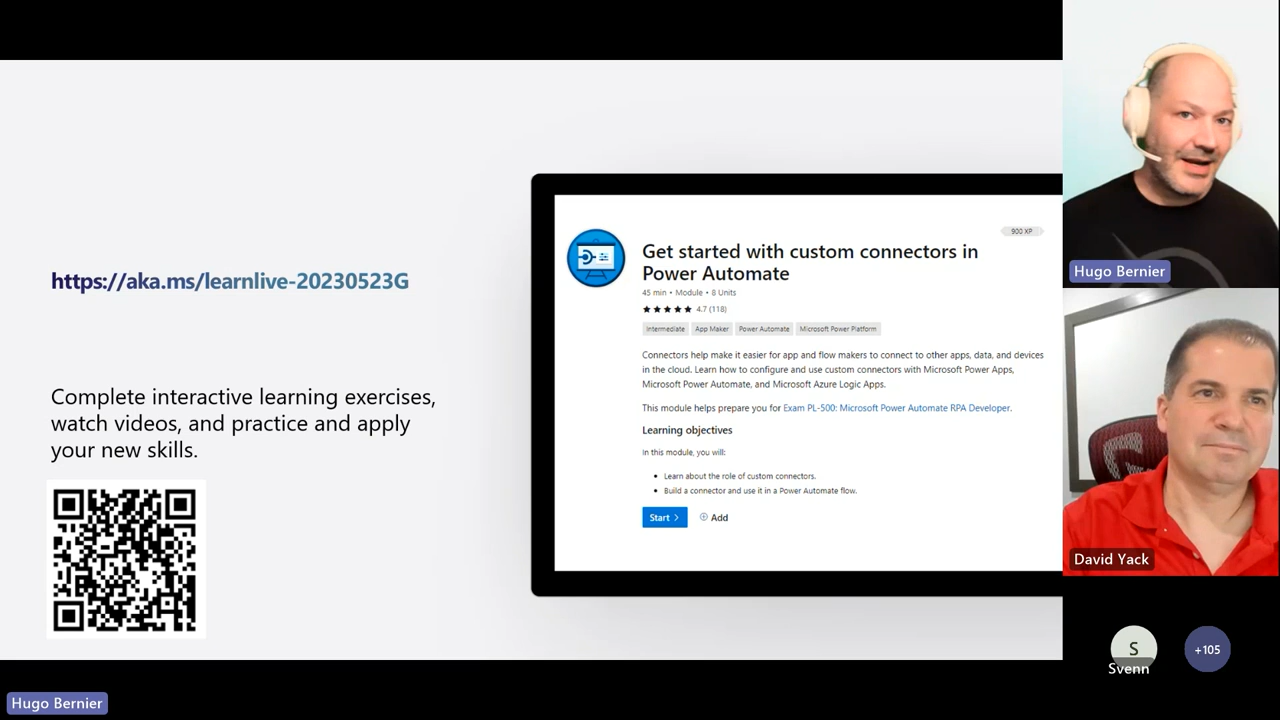 https://aka.ms/learnlive-20230523G
Complete interactive learning exercises,
watch videos, and practice and apply
your new skills.
900 XP
Get started with custom connectors in
Power Automate
45 min • Module • 8 Units
4.7 (118)
Intermediate App Maker Power Automate Microsoft Power Platform
Connectors help make it easier for app and flow makers to connect to other apps, data, and devices
in the cloud. Learn how to configure and use custom connectors with Microsoft Power Apps,
Microsoft Power Automate, and Microsoft Azure Logic Apps.
This module helps prepare you for Exam PL-500: Microsoft Power Automate RPA Developer.
Learning objectives
In this module, you will:
• Learn about the role of custom connectors.
• Build a connector and use it in a Power Automate flow.
Start > Add
Hugo Bernier
David Yack
S
Svenn
+105
Hugo Bernier